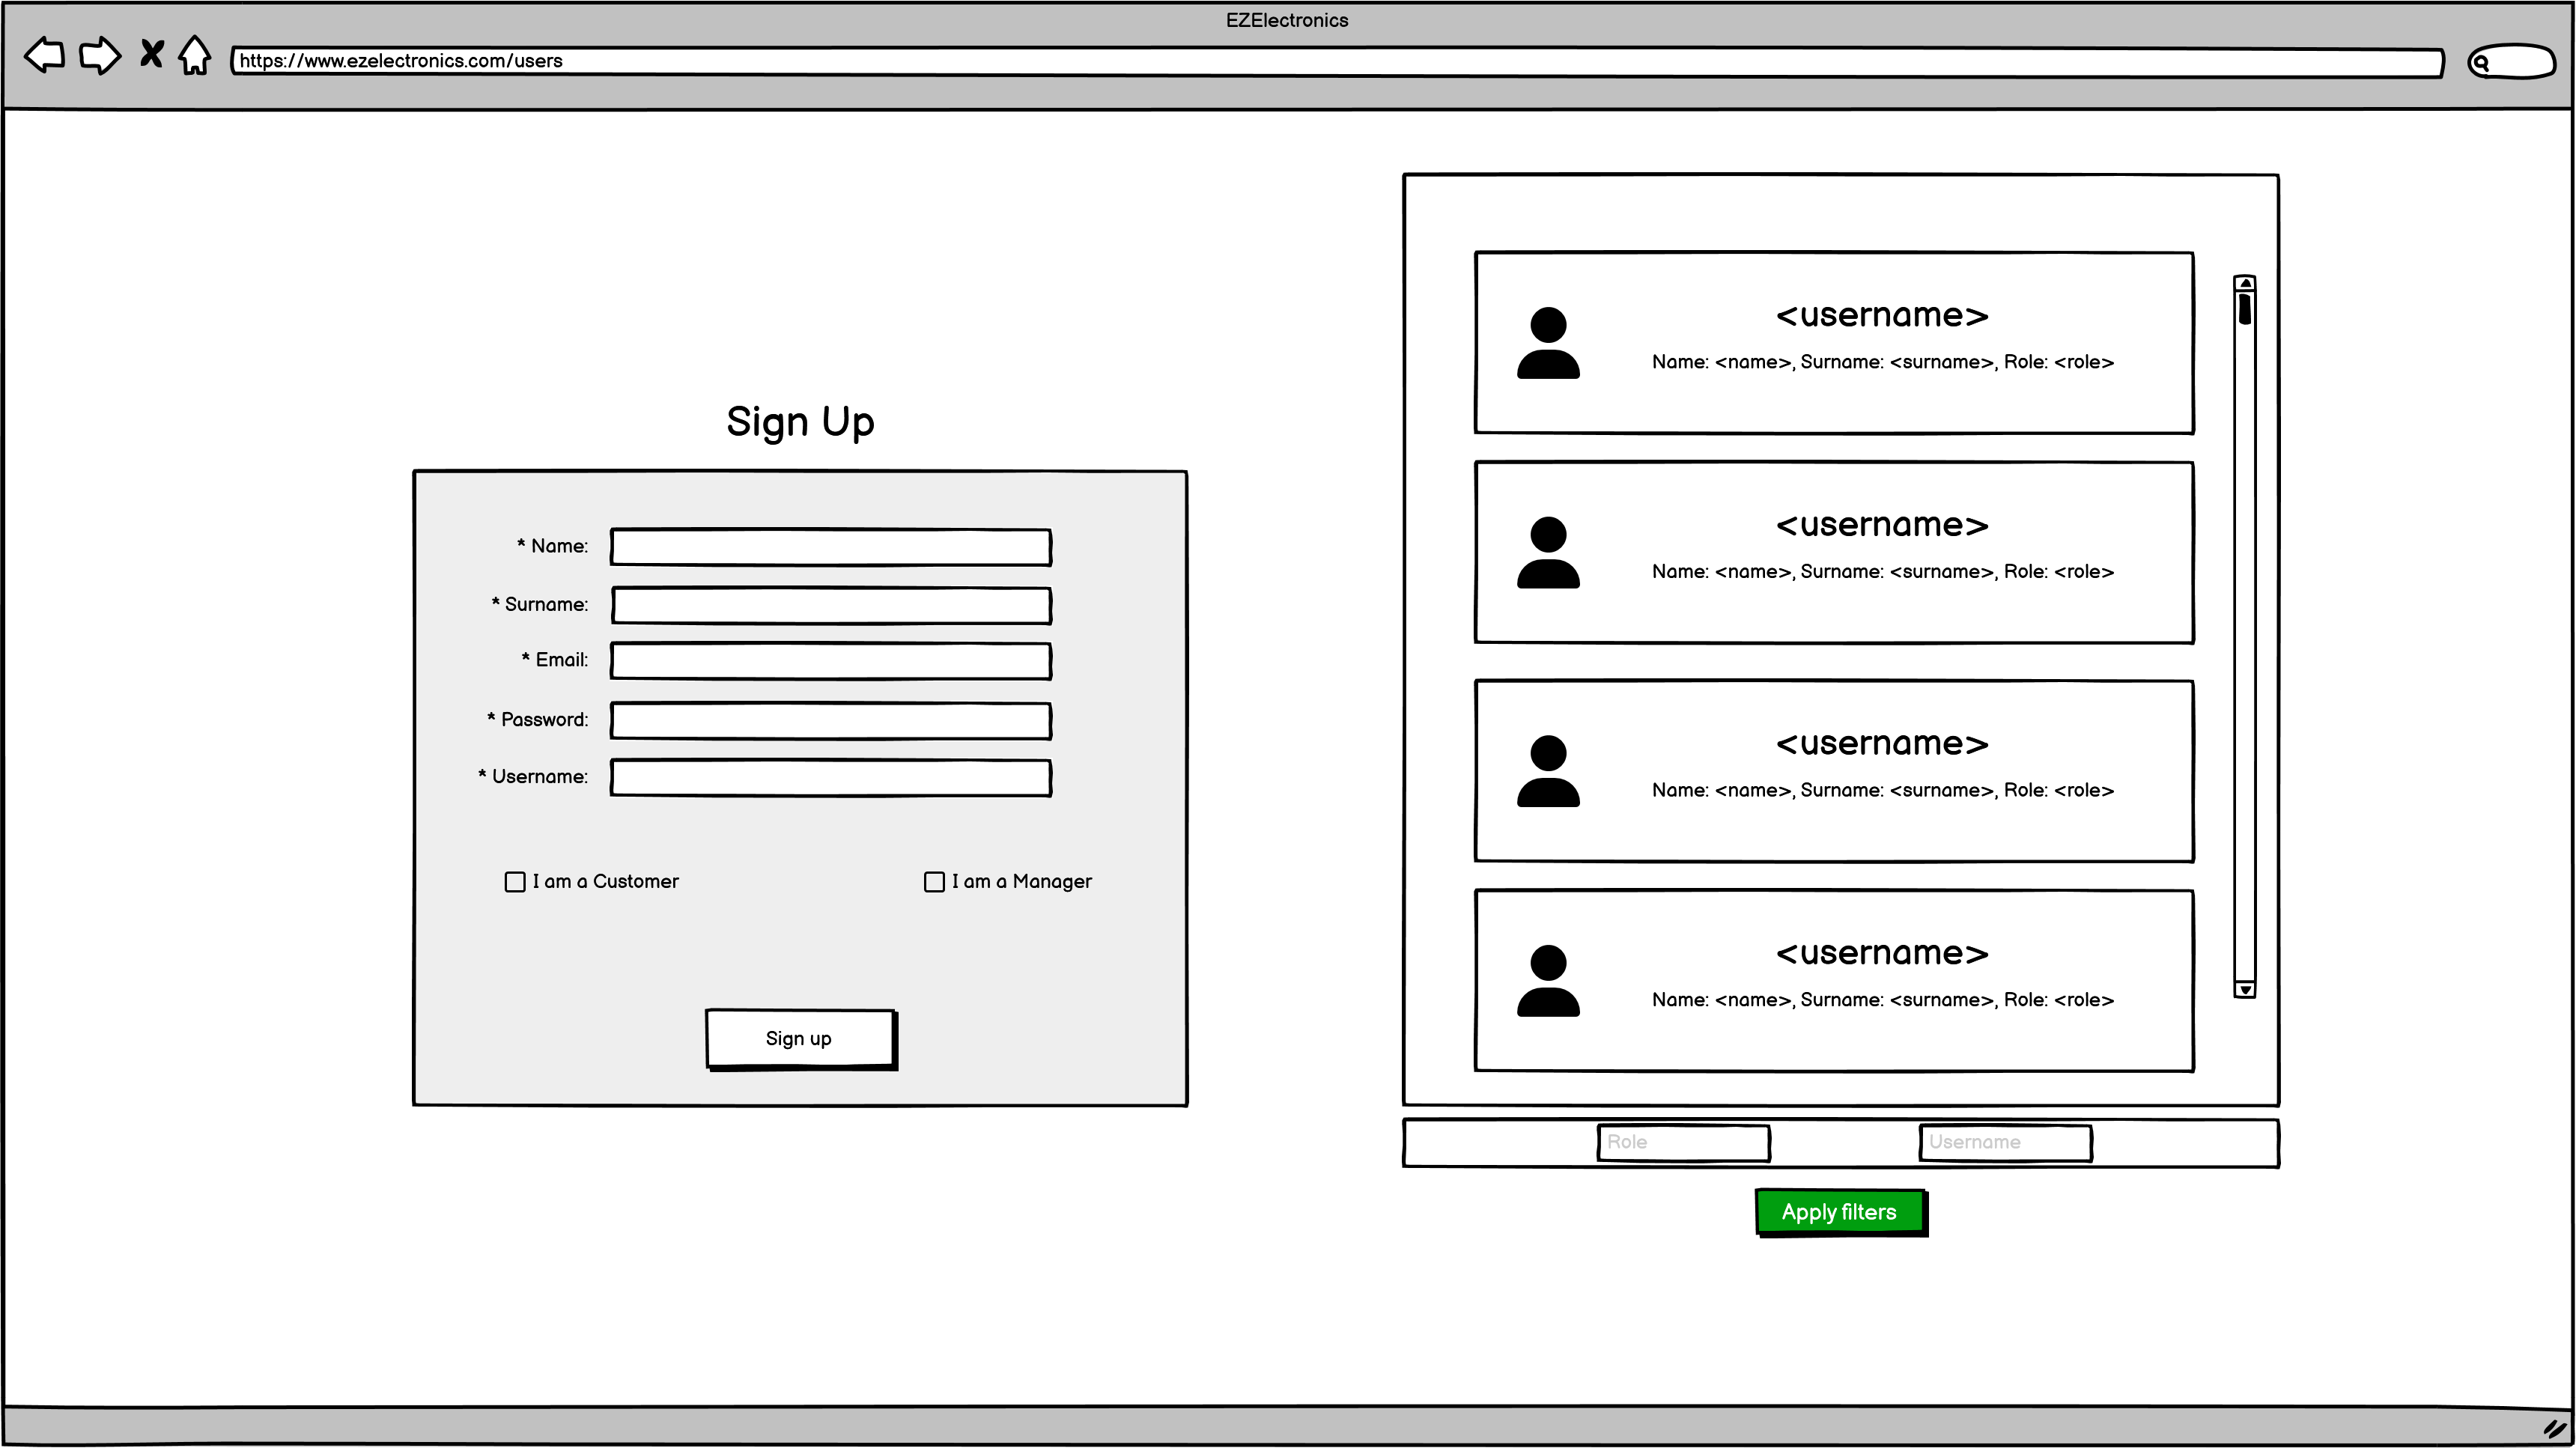 EZElectronics
https://www.ezelectronics.com/users
Sign Up
* Name:
* Surname:
* Email:
* Password:
* Username:
I am a Customer
I am a Manager
Sign up
<username>
Name: <name>, Surname: <surname>, Role: <role>
<username>
Name: <name>, Surname: <surname>, Role: <role>
<username>
Name: <name>, Surname: <surname>, Role: <role>
<username>
Name: <name>, Surname: <surname>, Role: <role>
Role
Username
Apply filters